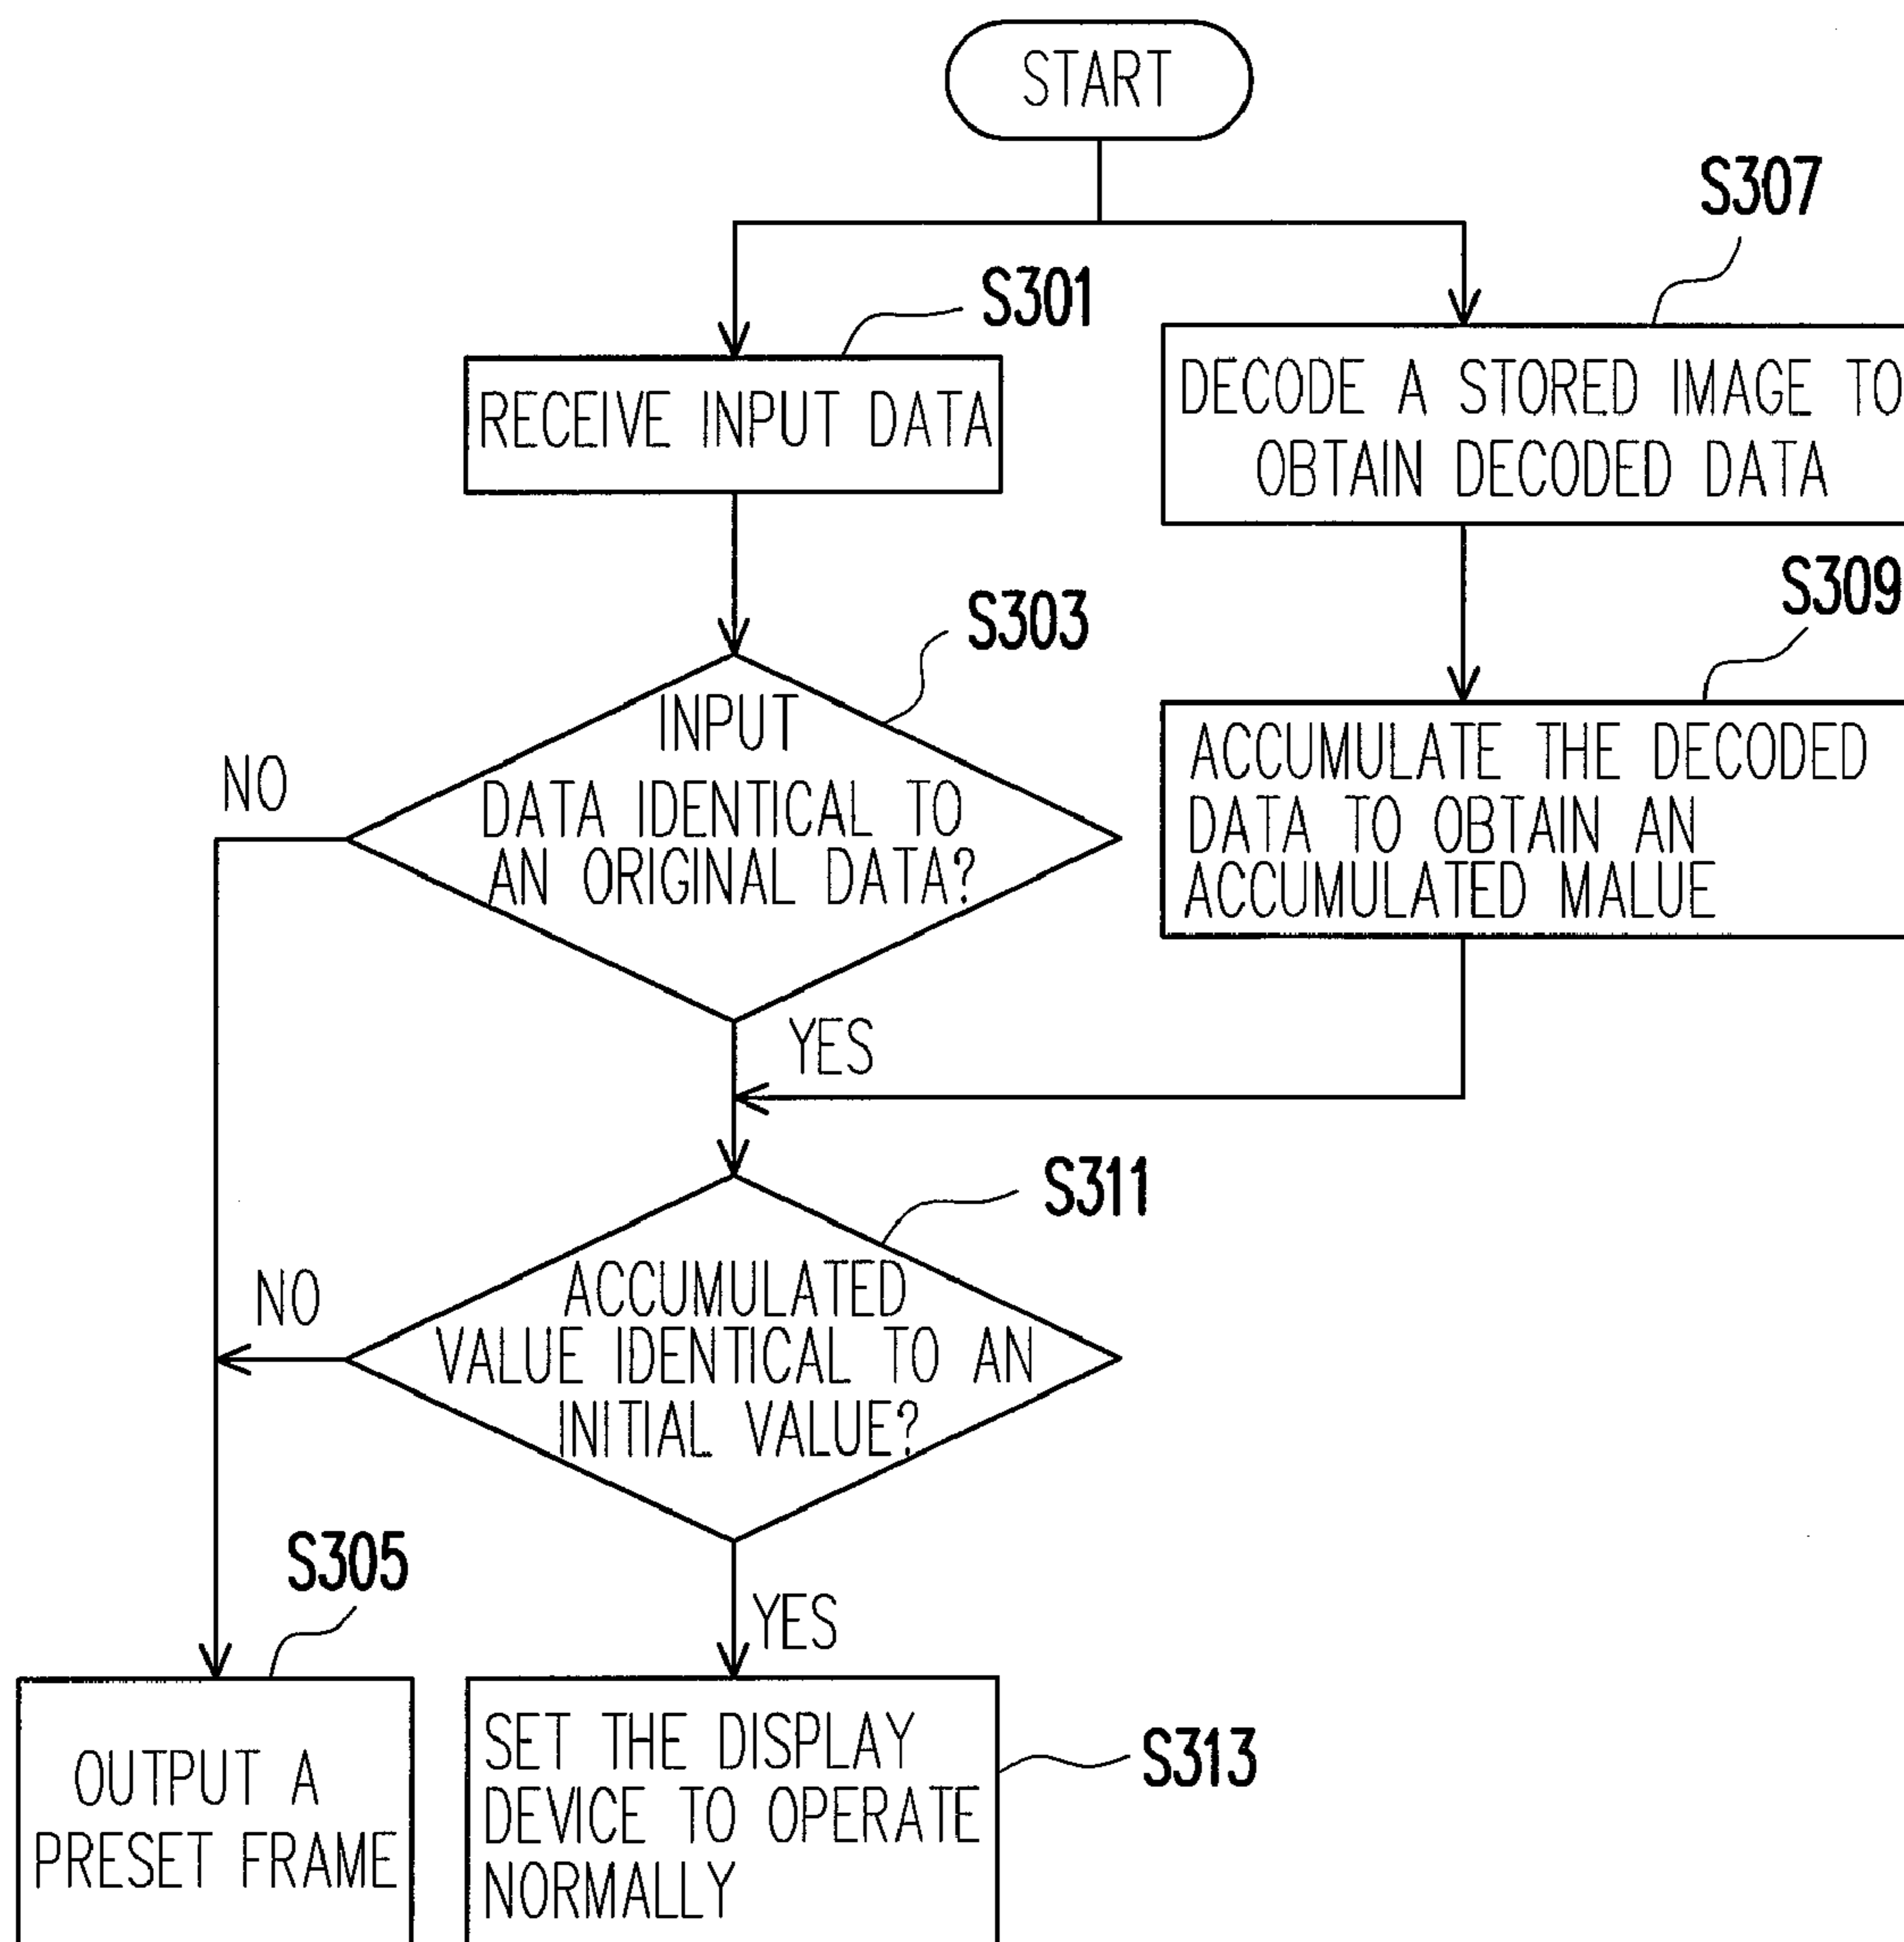 START
S307
S301
RECEIVE INPUT DATA
DECODE A STORED IMAGE TO
OBTAIN DECODED DATA
S303
S309
INPUT
DATA IDENTICAL TO
AN ORIGINAL DATA?
NO
ACCUMULATE THE DECODED
DATA TO OBTAIN AN
ACCUMULATED MALUE
YES
S311
ACCUMULATED
VALUE IDENTICAL TO AN
INITIAL VALUE?
NO
S305
YES
OUTPUT A
PRESET FRAME
SET THE DISPLAY
DEVICE TO OPERATE
NORMALLY
S313